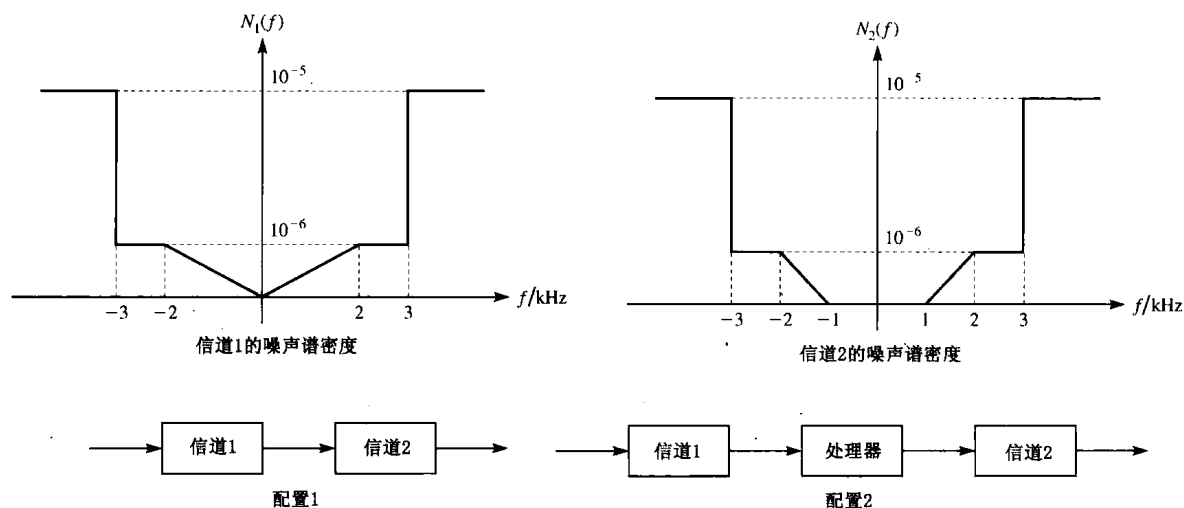 N₁(f)
10⁻⁵
10⁻⁶
f/kHz
−3 −2 2 3
信道1的噪声谱密度
N₂(f)
10⁻⁵
10⁻⁶
f/kHz
−3 −2 −1 1 2 3
信道2的噪声谱密度
信道1 信道2
配置1
信道1 处理器 信道2
配置2